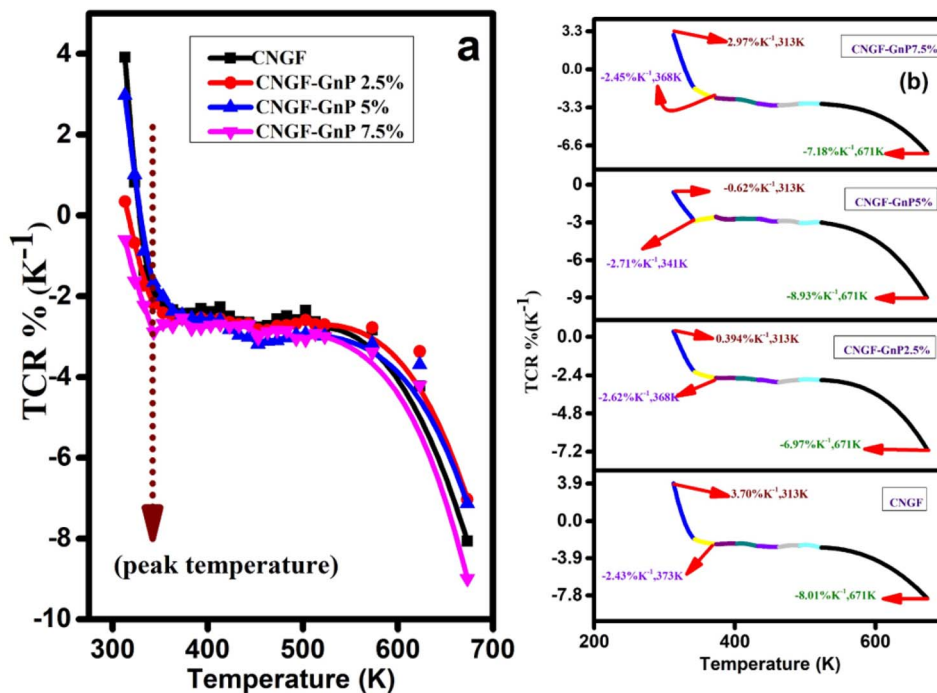 a
CNGF
CNGF-GnP 2.5%
CNGF-GnP 5%
CNGF-GnP 7.5%
4
2
0
-2
-4
-6
-8
-10
TCR % (K-1)
(peak temperature)
300 400 500 600 700
Temperature (K)
(b)
CNGF-GnP7.5%
3.3
0.0
-3.3
-6.6
2.97%K-1,313K
-2.45%K-1,368K
-7.18%K-1,671K
CNGF-GnP5%
0
-3
-6
-9
-0.62%K-1,313K
-2.71%K-1,341K
-8.93%K-1,671K
CNGF-GnP2.5%
0.0
-2.4
-4.8
-7.2
0.394%K-1,313K
-2.62%K-1,368K
-6.97%K-1,671K
CNGF
3.9
0.0
-3.9
-7.8
3.70%K-1,313K
-2.43%K-1,373K
-8.01%K-1,671K
TCR %(K-1)
200 400 600
Temperature (K)